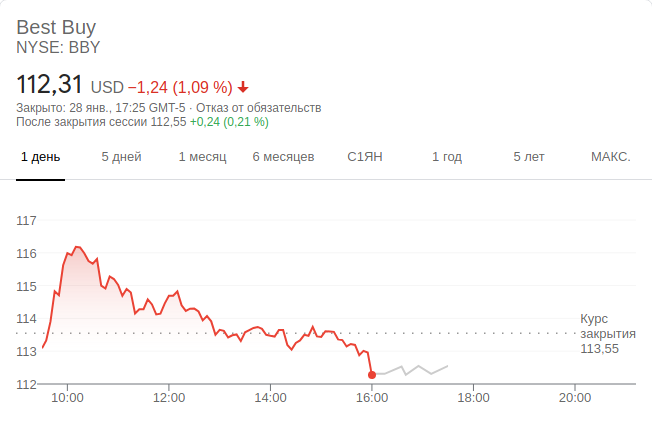 Best Buy
NYSE: BBY
112,31 USD −1,24 (1,09 %)
Закрыто: 28 янв., 17:25 GMT-5 · Отказ от обязательств
После закрытия сессии 112,55 +0,24 (0,21 %)
1 день 5 дней 1 месяц 6 месяцев С1ЯН 1 год 5 лет МАКС.
117
116
115
114
113
112
Курс
закрытия
113,55
10:00 12:00 14:00 16:00 18:00 20:00